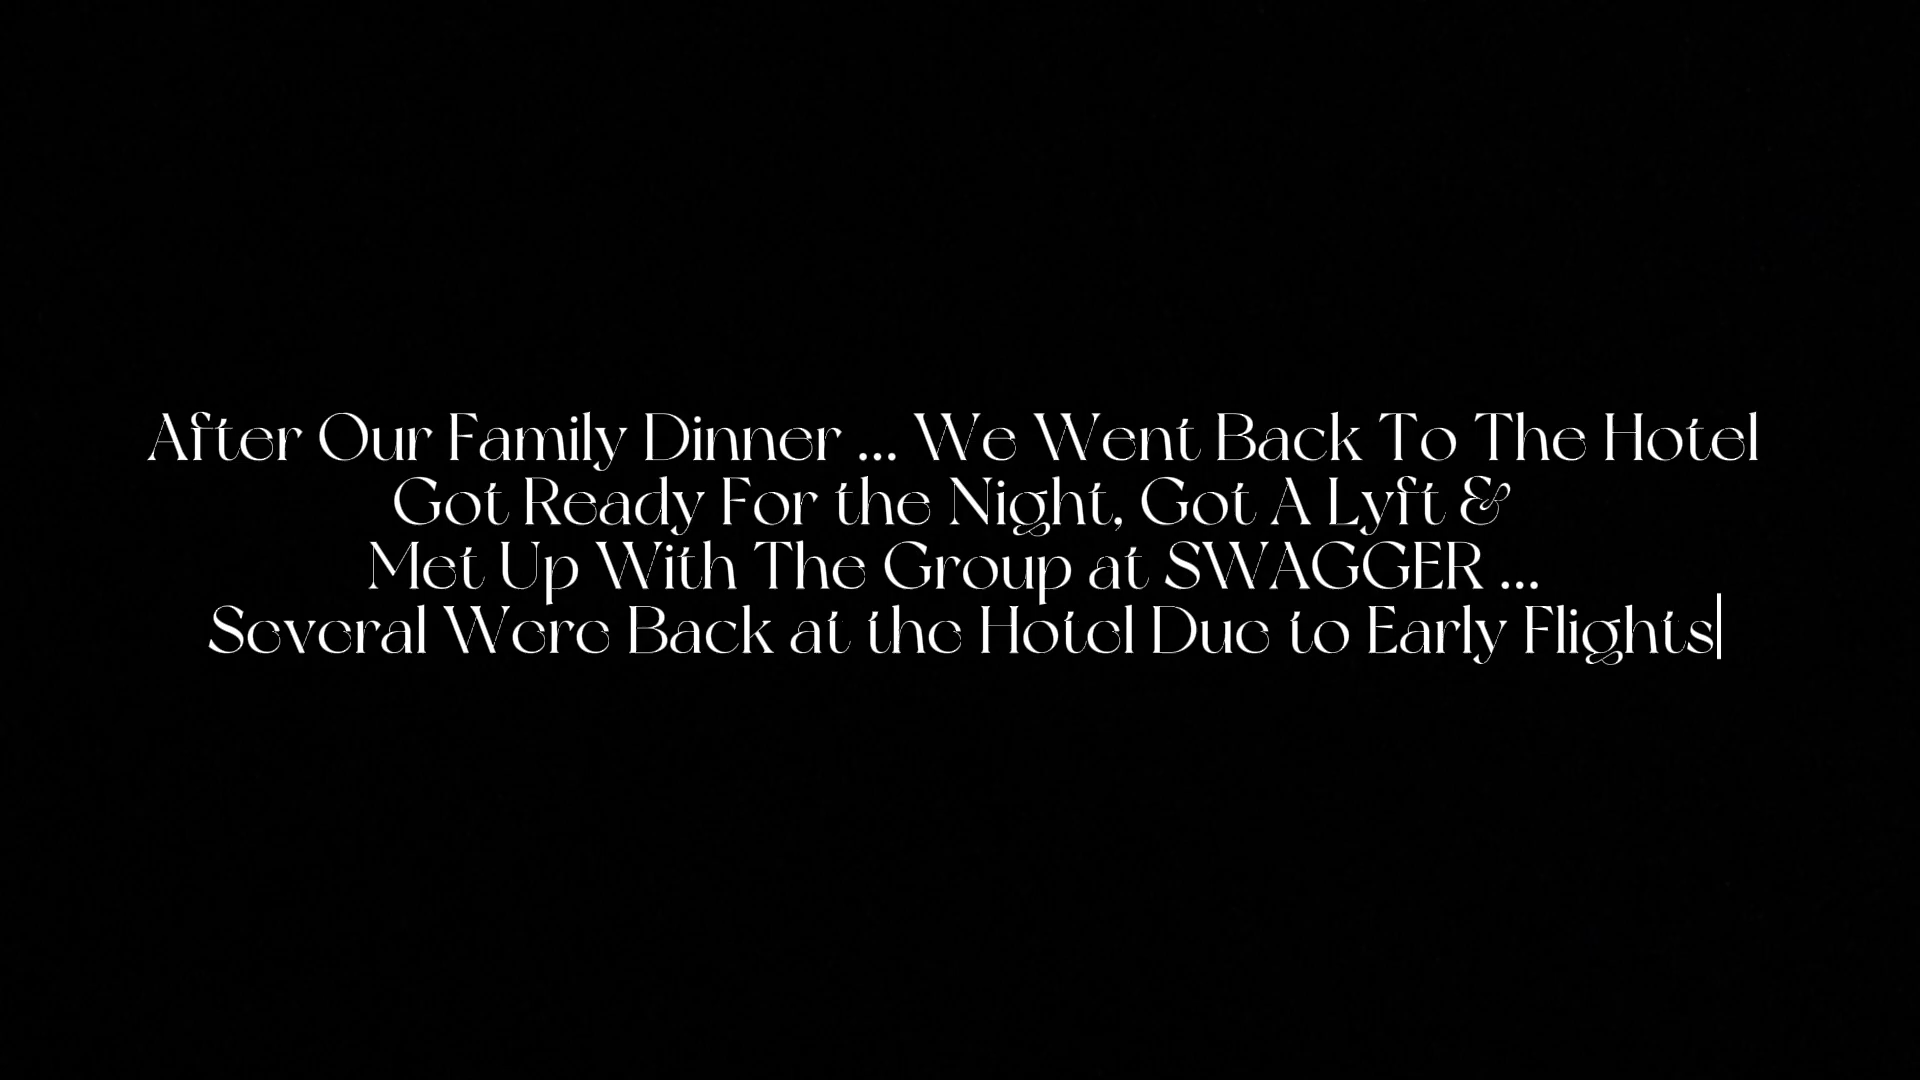 After Our Family Dinner ... We Went Back To The Hotel
Got Ready For the Night, Got A Lyft &
Met Up With The Group at SWAGGER ...
Several Were Back at the Hotel Due to Early Flights